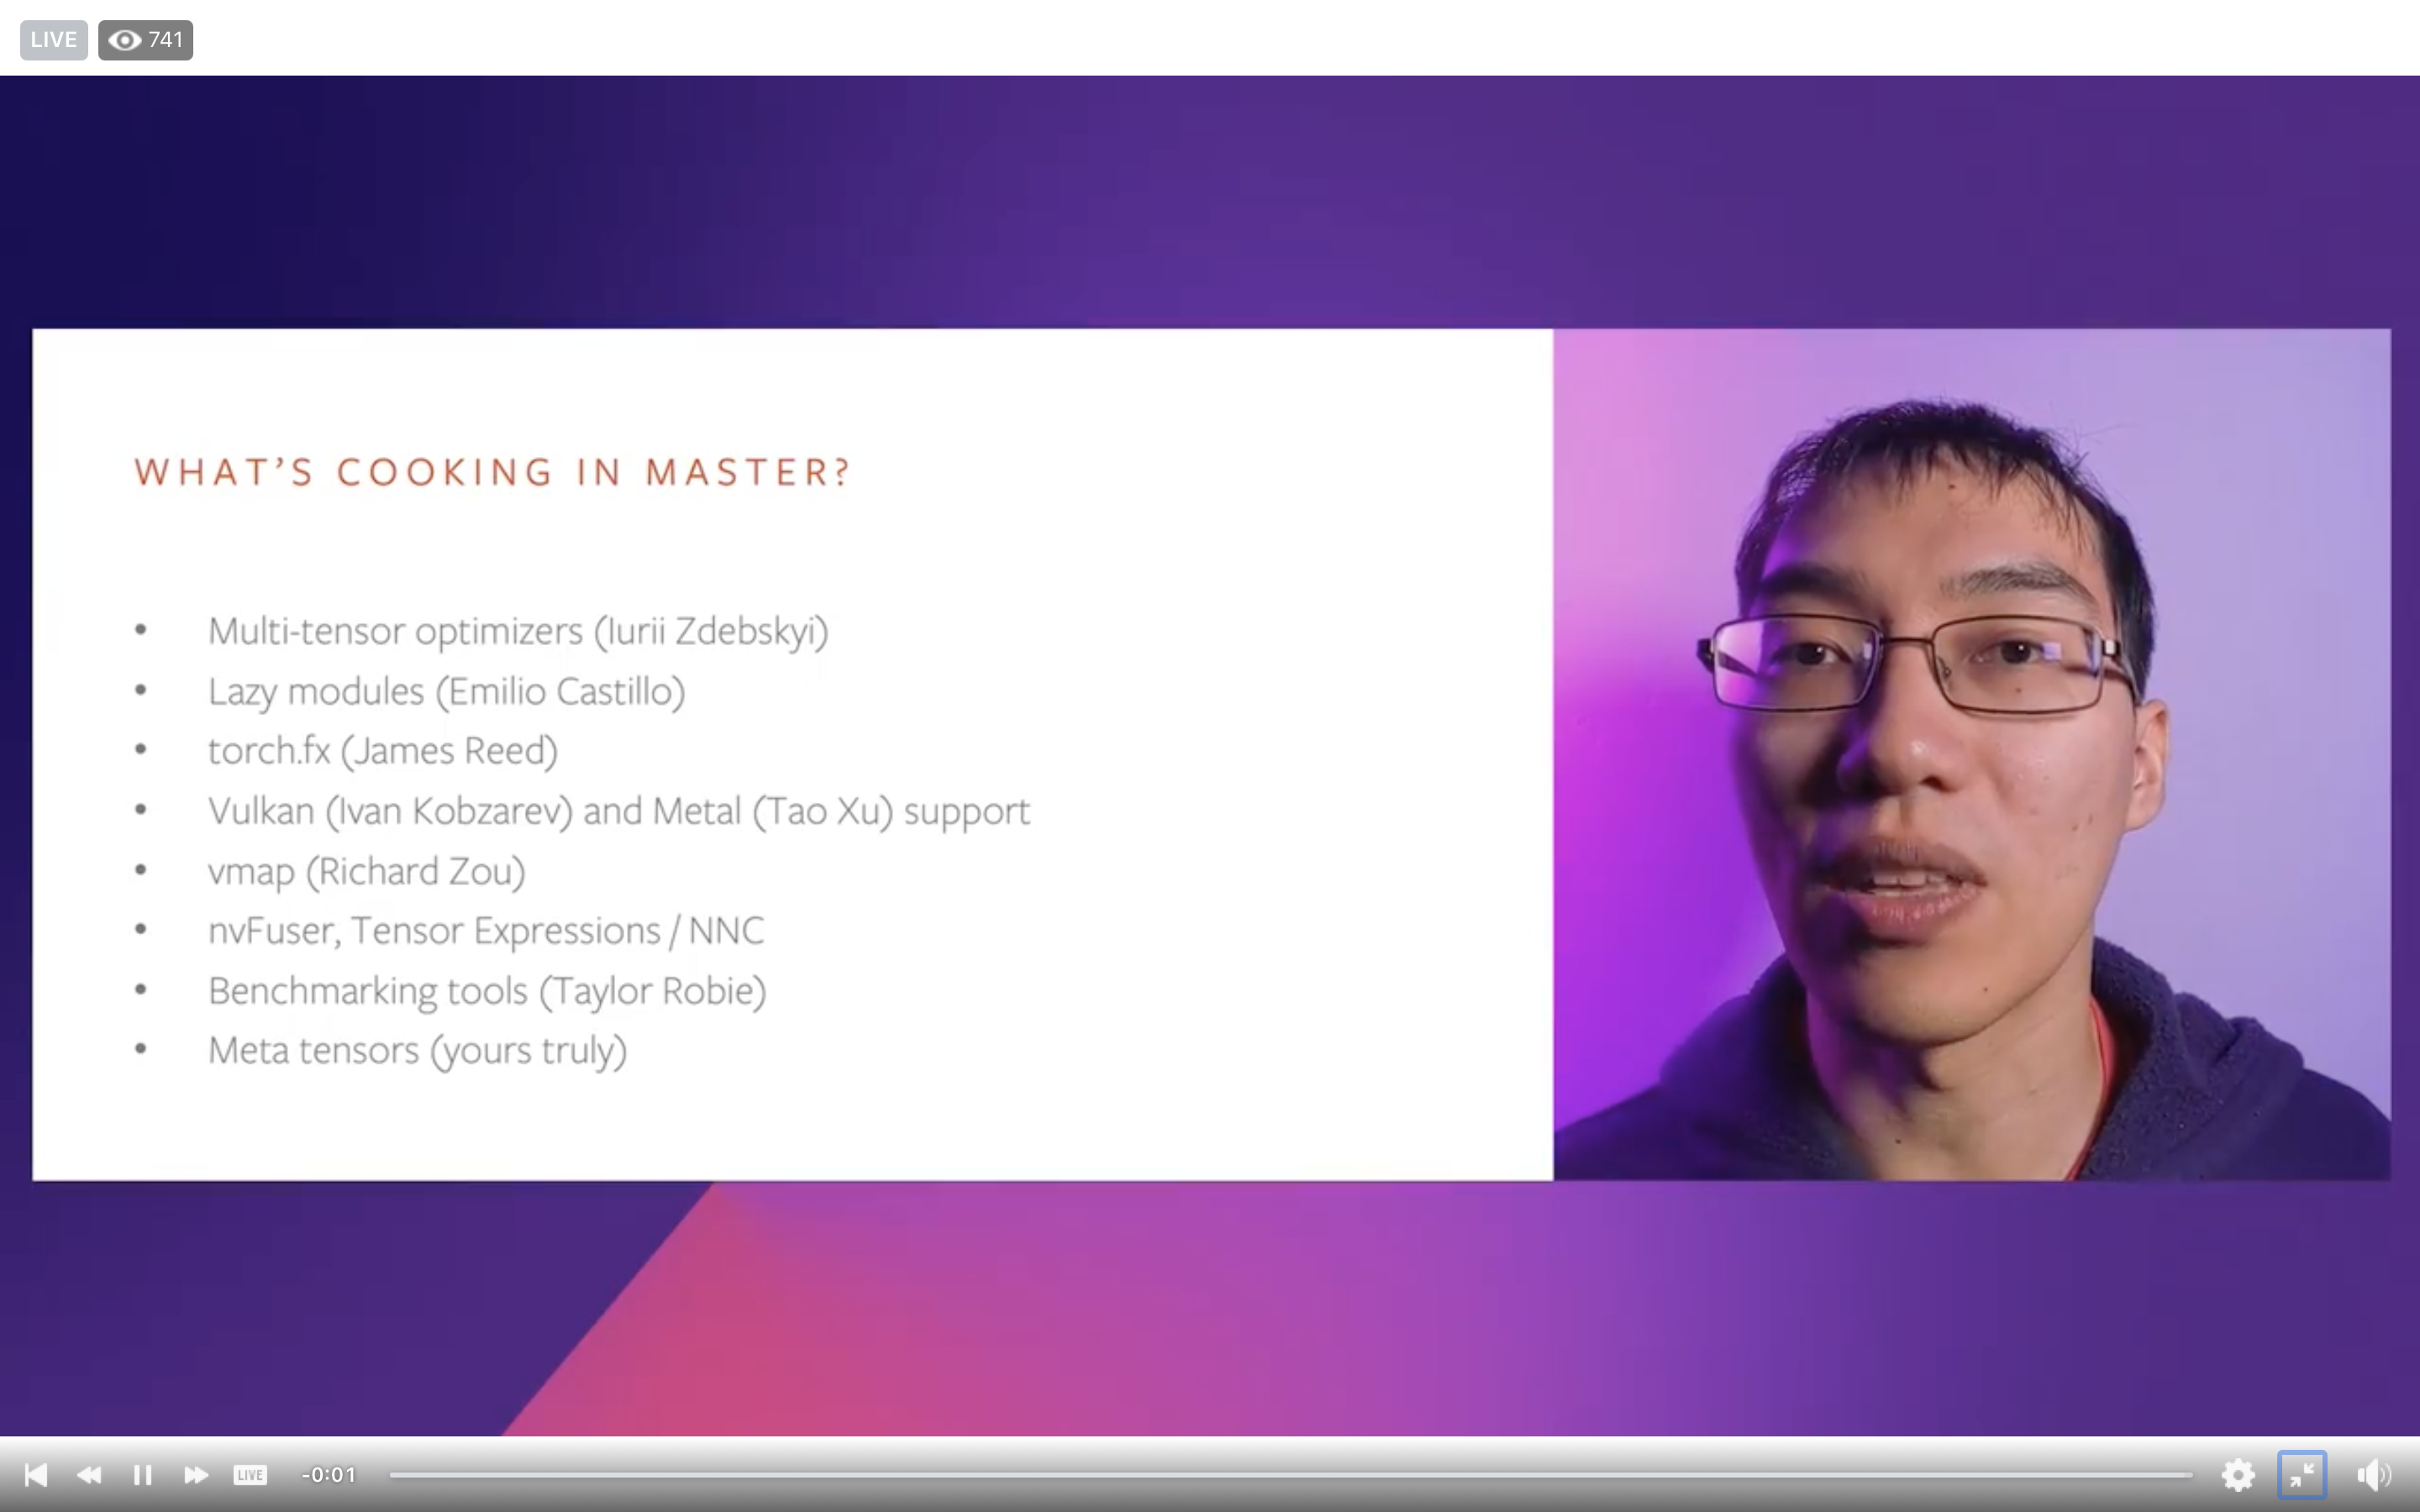 LIVE 741
WHAT’S COOKING IN MASTER?
• Multi-tensor optimizers (Iurii Zdebskyi)
• Lazy modules (Emilio Castillo)
• torch.fx (James Reed)
• Vulkan (Ivan Kobzarev) and Metal (Tao Xu) support
• vmap (Richard Zou)
• nvFuser, Tensor Expressions / NNC
• Benchmarking tools (Taylor Robie)
• Meta tensors (yours truly)
LIVE -0:01